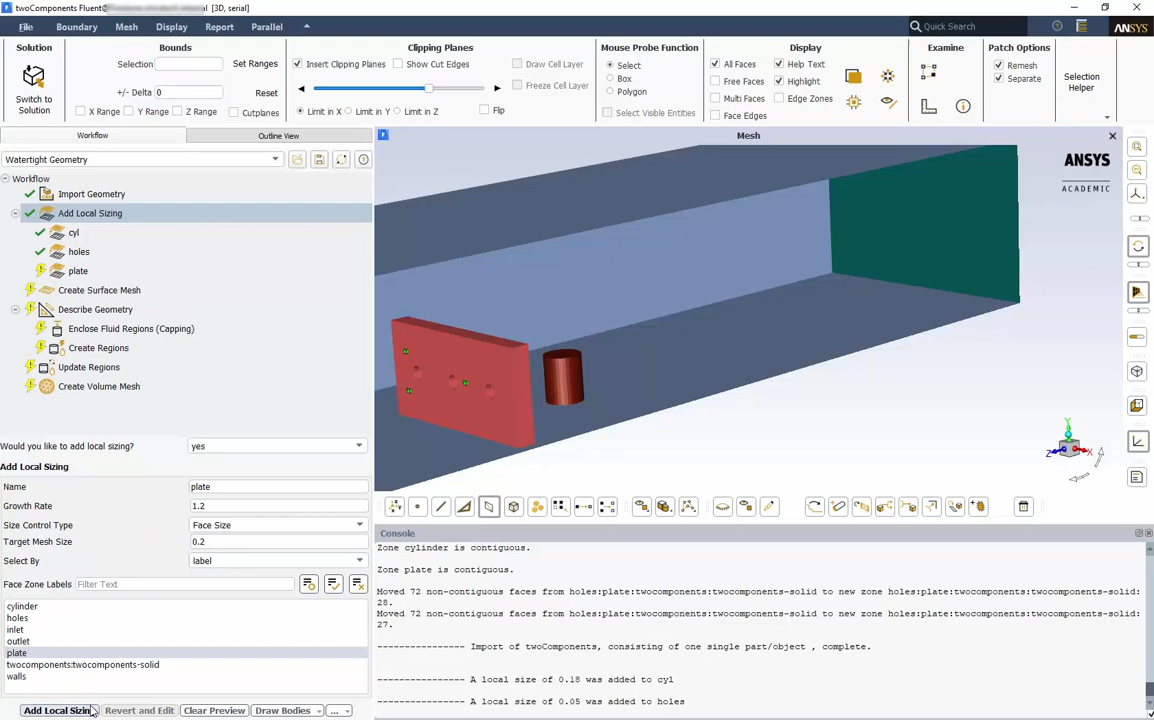 twoComponents Fluent@ l [3D, serial]
File Boundary Mesh Display Report Parallel Quick Search ANSYS
Solution Bounds Clipping Planes Mouse Probe Function Display Examine Patch Options
Selection Set Ranges Insert Clipping Planes Show Cut Edges Draw Cell Layer Select All Faces Help Text Remesh
Box Free Faces Highlight Separate
+/- Delta 0 Reset Freeze Cell Layer Polygon Multi Faces Edge Zones
Switch to Solution
X Range Y Range Z Range Cutplanes Limit in X Limit in Y Limit in Z Flip Select Visible Entities Face Edges
Selection Helper
Workflow Outline View
Mesh
Watertight Geometry
ANSYS
ACADEMIC
Workflow
Import Geometry
Add Local Sizing
cyl
holes
plate
Create Surface Mesh
Describe Geometry
Enclose Fluid Regions (Capping)
Create Regions
Update Regions
Create Volume Mesh
Y
Z X
Would you like to add local sizing? yes
Add Local Sizing
Name plate
Growth Rate 1.2
Size Control Type Face Size
Target Mesh Size 0.2
Select By label
Face Zone Labels Filter Text
cylinder
holes
inlet
outlet
plate
twocomponents:twocomponents-solid
walls
Add Local Sizing Revert and Edit Clear Preview Draw Bodies ...
Console
Zone cylinder is contiguous.
Zone plate is contiguous.
Moved 72 non-contiguous faces from holes:plate:twocomponents:twocomponents-solid to new zone holes:plate:twocomponents:twocomponents-solid:
28.
Moved 72 non-contiguous faces from holes:plate:twocomponents:twocomponents-solid to new zone holes:plate:twocomponents:twocomponents-solid:
27.
--------------- Import of twoComponents, consisting of one single part/object , complete.
--------------- A local size of 0.18 was added to cyl
--------------- A local size of 0.05 was added to holes